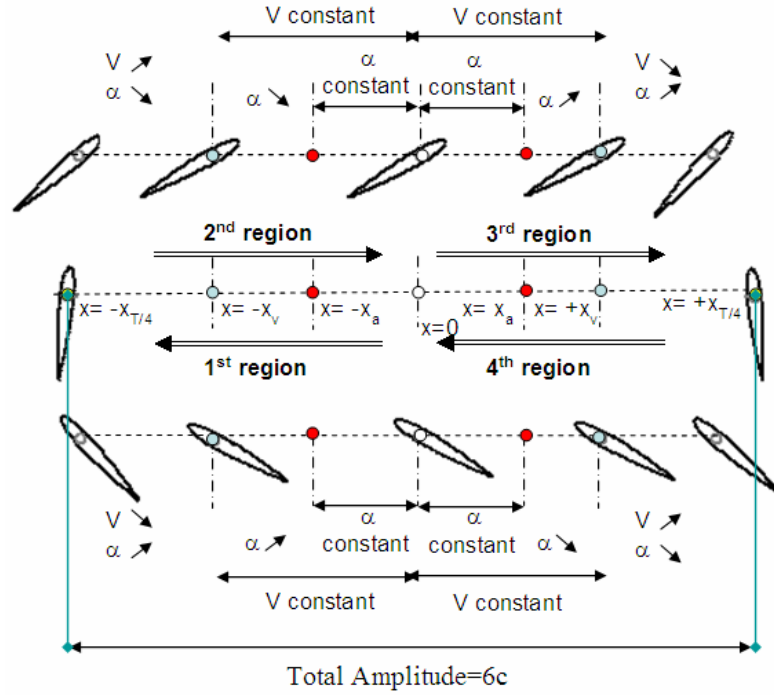 V constant V constant
V ↗ α α V ↘
α ↘ α ↘ constant constant α ↗ α ↗
2nd region 3rd region
x= -xT/4 x= -xv x= -xa x=0 x= xa x= +xv x= +xT/4
1st region 4th region
V ↘ α α V ↗
α ↗ α ↗ constant constant α ↘ α ↘
V constant V constant
Total Amplitude=6c